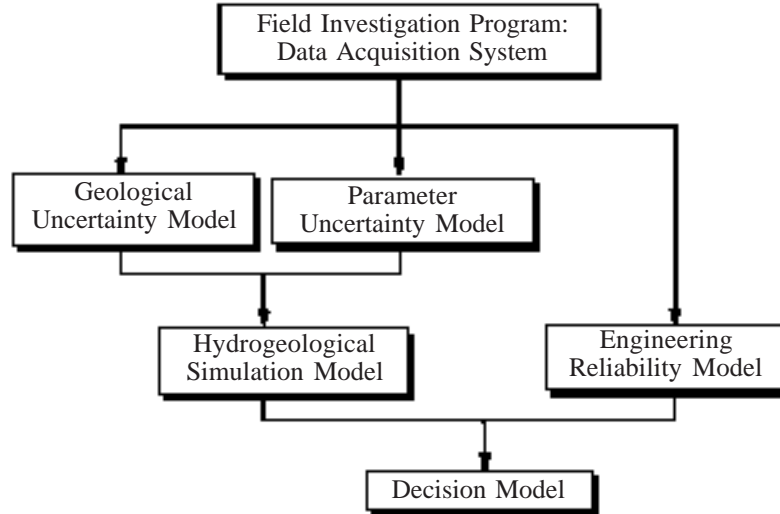 Field Investigation Program:
Data Acquisition System
Geological
Uncertainty Model
Parameter
Uncertainty Model
Hydrogeological
Simulation Model
Engineering
Reliability Model
Decision Model